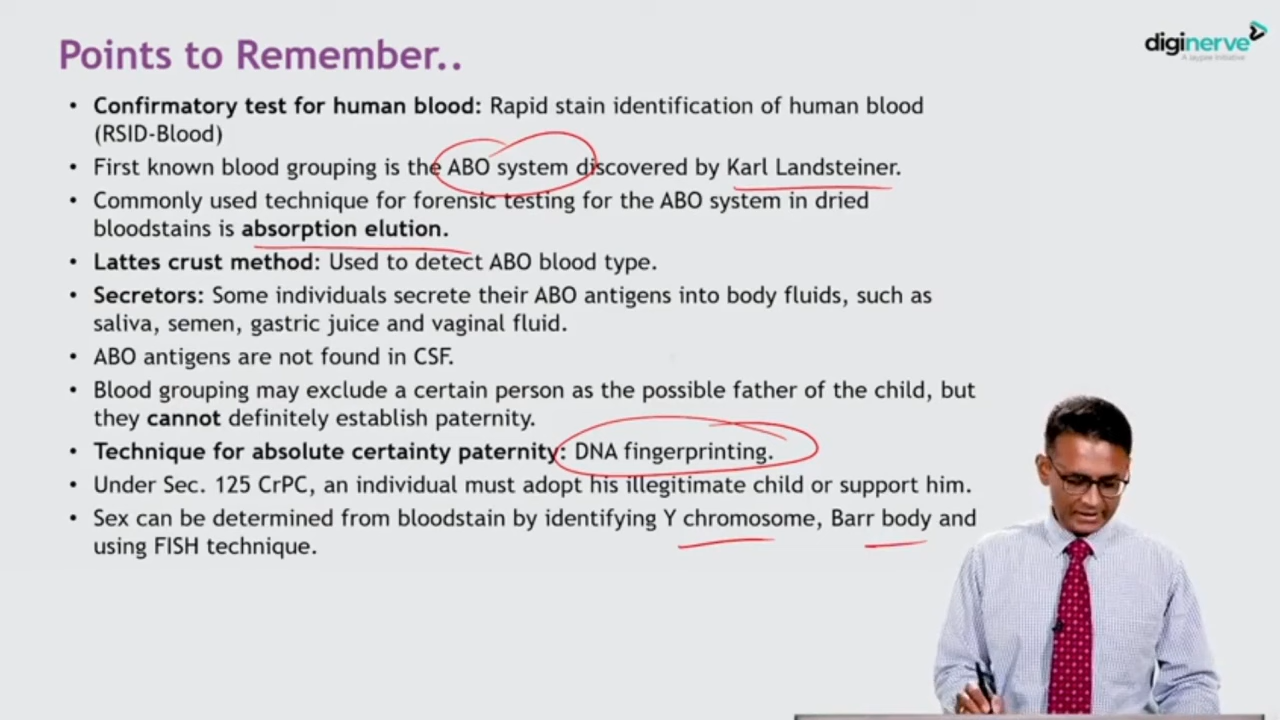 Points to Remember..
diginerve
• Confirmatory test for human blood: Rapid stain identification of human blood
(RSID-Blood)
• First known blood grouping is the ABO system discovered by Karl Landsteiner.
• Commonly used technique for forensic testing for the ABO system in dried
bloodstains is absorption elution.
• Lattes crust method: Used to detect ABO blood type.
• Secretors: Some individuals secrete their ABO antigens into body fluids, such as
saliva, semen, gastric juice and vaginal fluid.
• ABO antigens are not found in CSF.
• Blood grouping may exclude a certain person as the possible father of the child, but
they cannot definitely establish paternity.
• Technique for absolute certainty paternity: DNA fingerprinting.
• Under Sec. 125 CrPC, an individual must adopt his illegitimate child or support him.
• Sex can be determined from bloodstain by identifying Y chromosome, Barr body and
using FISH technique.